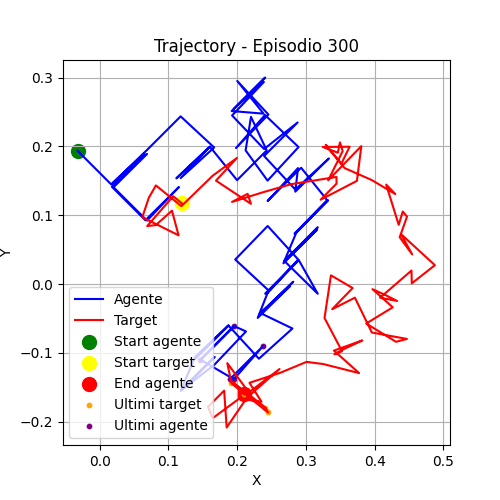 Trajectory - Episodio 300
0.3
0.2
0.1
0.0
−0.1
−0.2
Y
Agente
Target
Start agente
Start target
End agente
Ultimi target
Ultimi agente
0.0 0.1 0.2 0.3 0.4 0.5
X